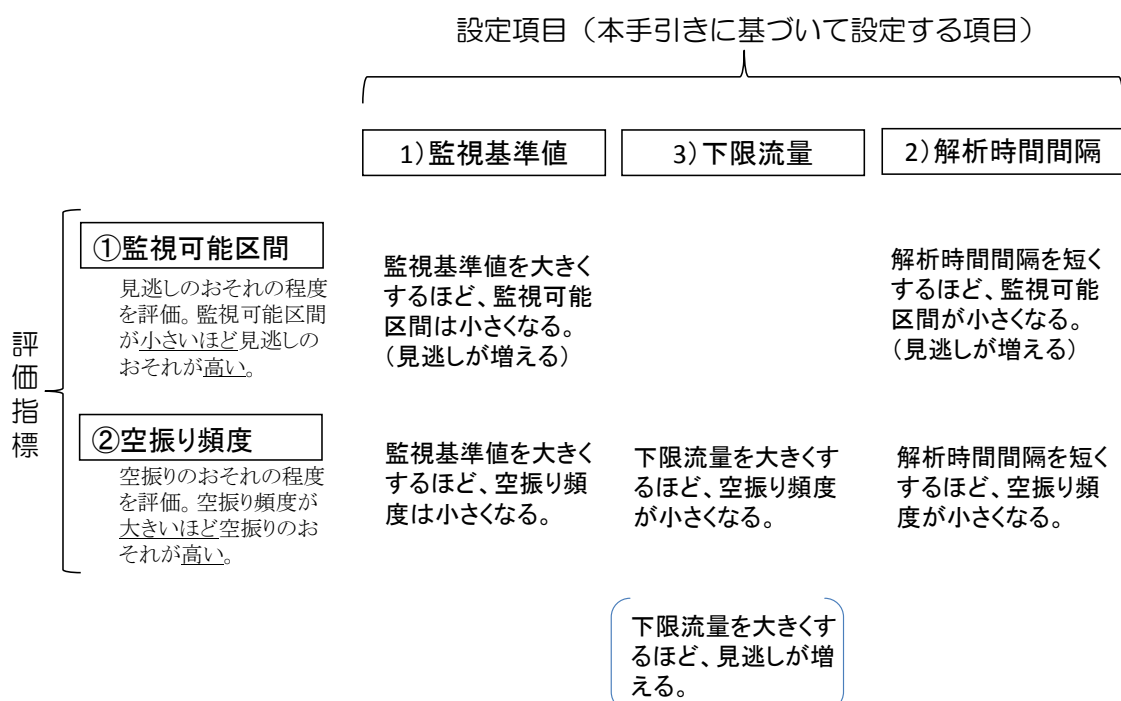 設定項目（本手引きに基づいて設定する項目）
1)監視基準値
3)下限流量
2)解析時間間隔
評価指標
①監視可能区間
見逃しのおそれの程度
を評価。監視可能区間
が小さいほど見逃しの
おそれが高い。
監視基準値を大きく
するほど、監視可能
区間は小さくなる。
(見逃しが増える)
解析時間間隔を短く
するほど、監視可能
区間が小さくなる。
(見逃しが増える)
②空振り頻度
空振りのおそれの程度
を評価。空振り頻度が
大きいほど空振りのお
それが高い。
監視基準値を大きく
するほど、空振り頻
度は小さくなる。
下限流量を大きくす
るほど、空振り頻度
が小さくなる。
解析時間間隔を短く
するほど、空振り頻
度が小さくなる。
下限流量を大きくす
るほど、見逃しが増
える。